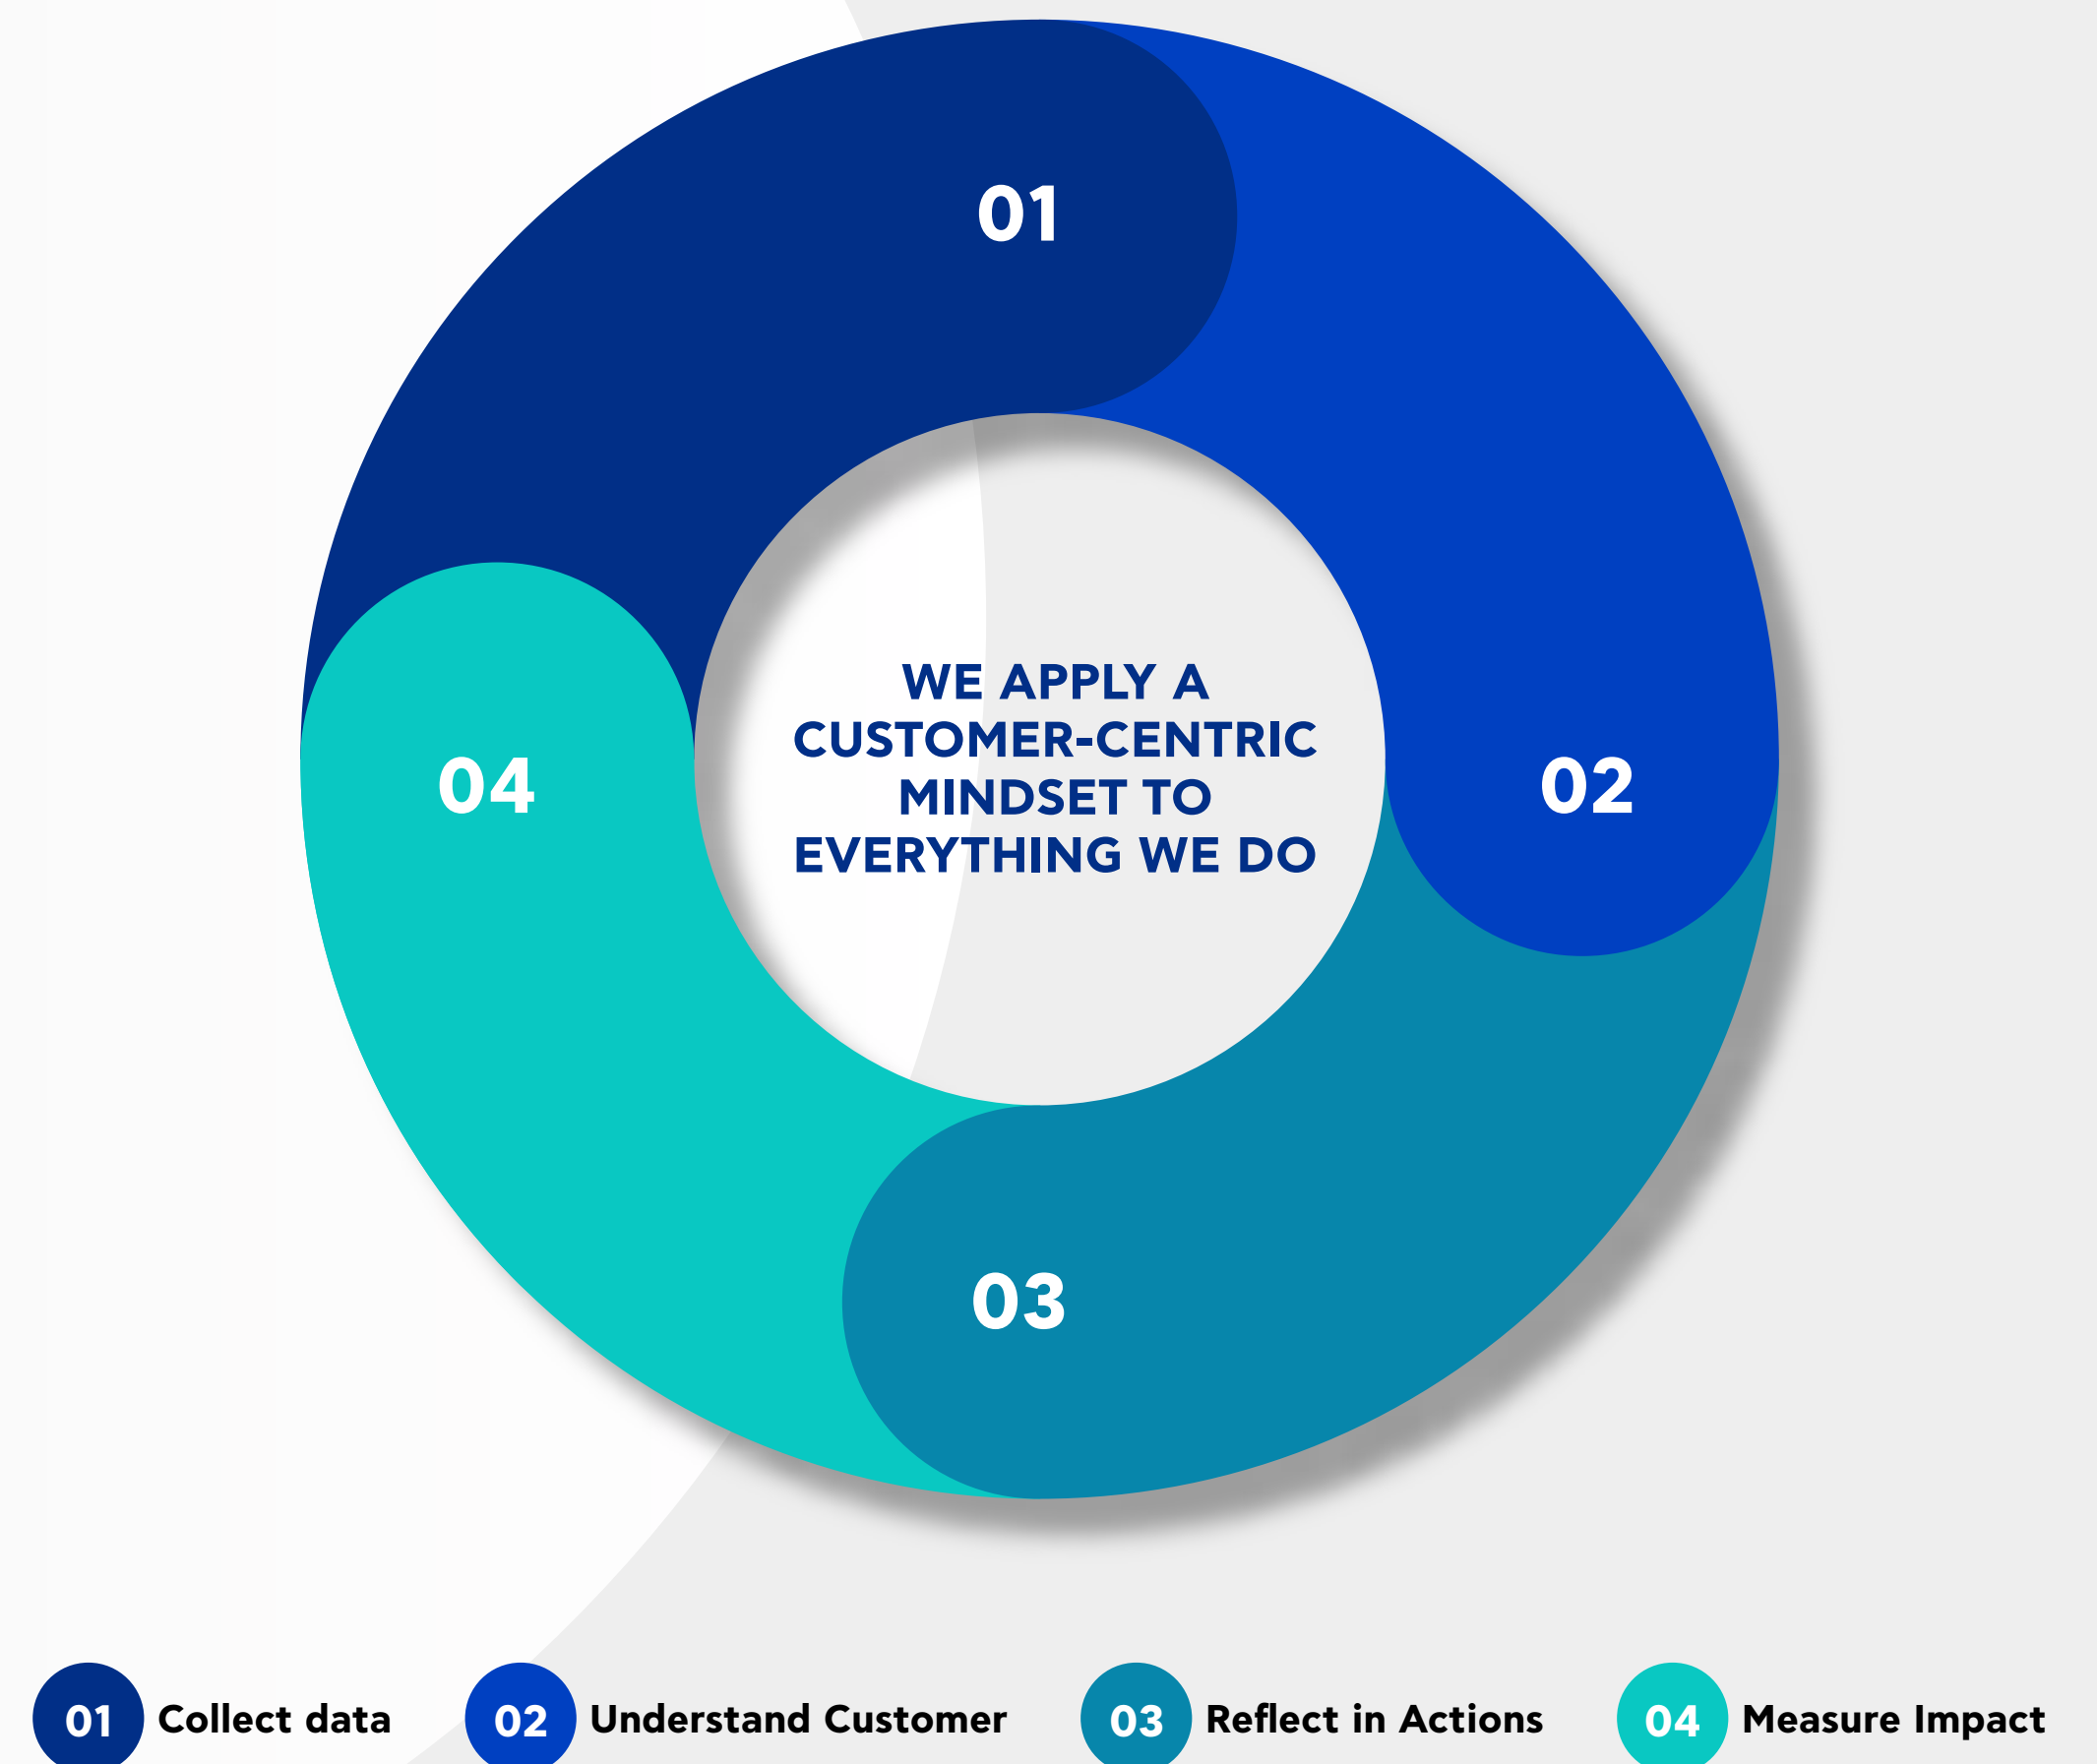 01
WE APPLY A
CUSTOMER-CENTRIC
MINDSET TO
EVERYTHING WE DO
04
02
03
01 Collect data
02 Understand Customer
03 Reflect in Actions
04 Measure Impact